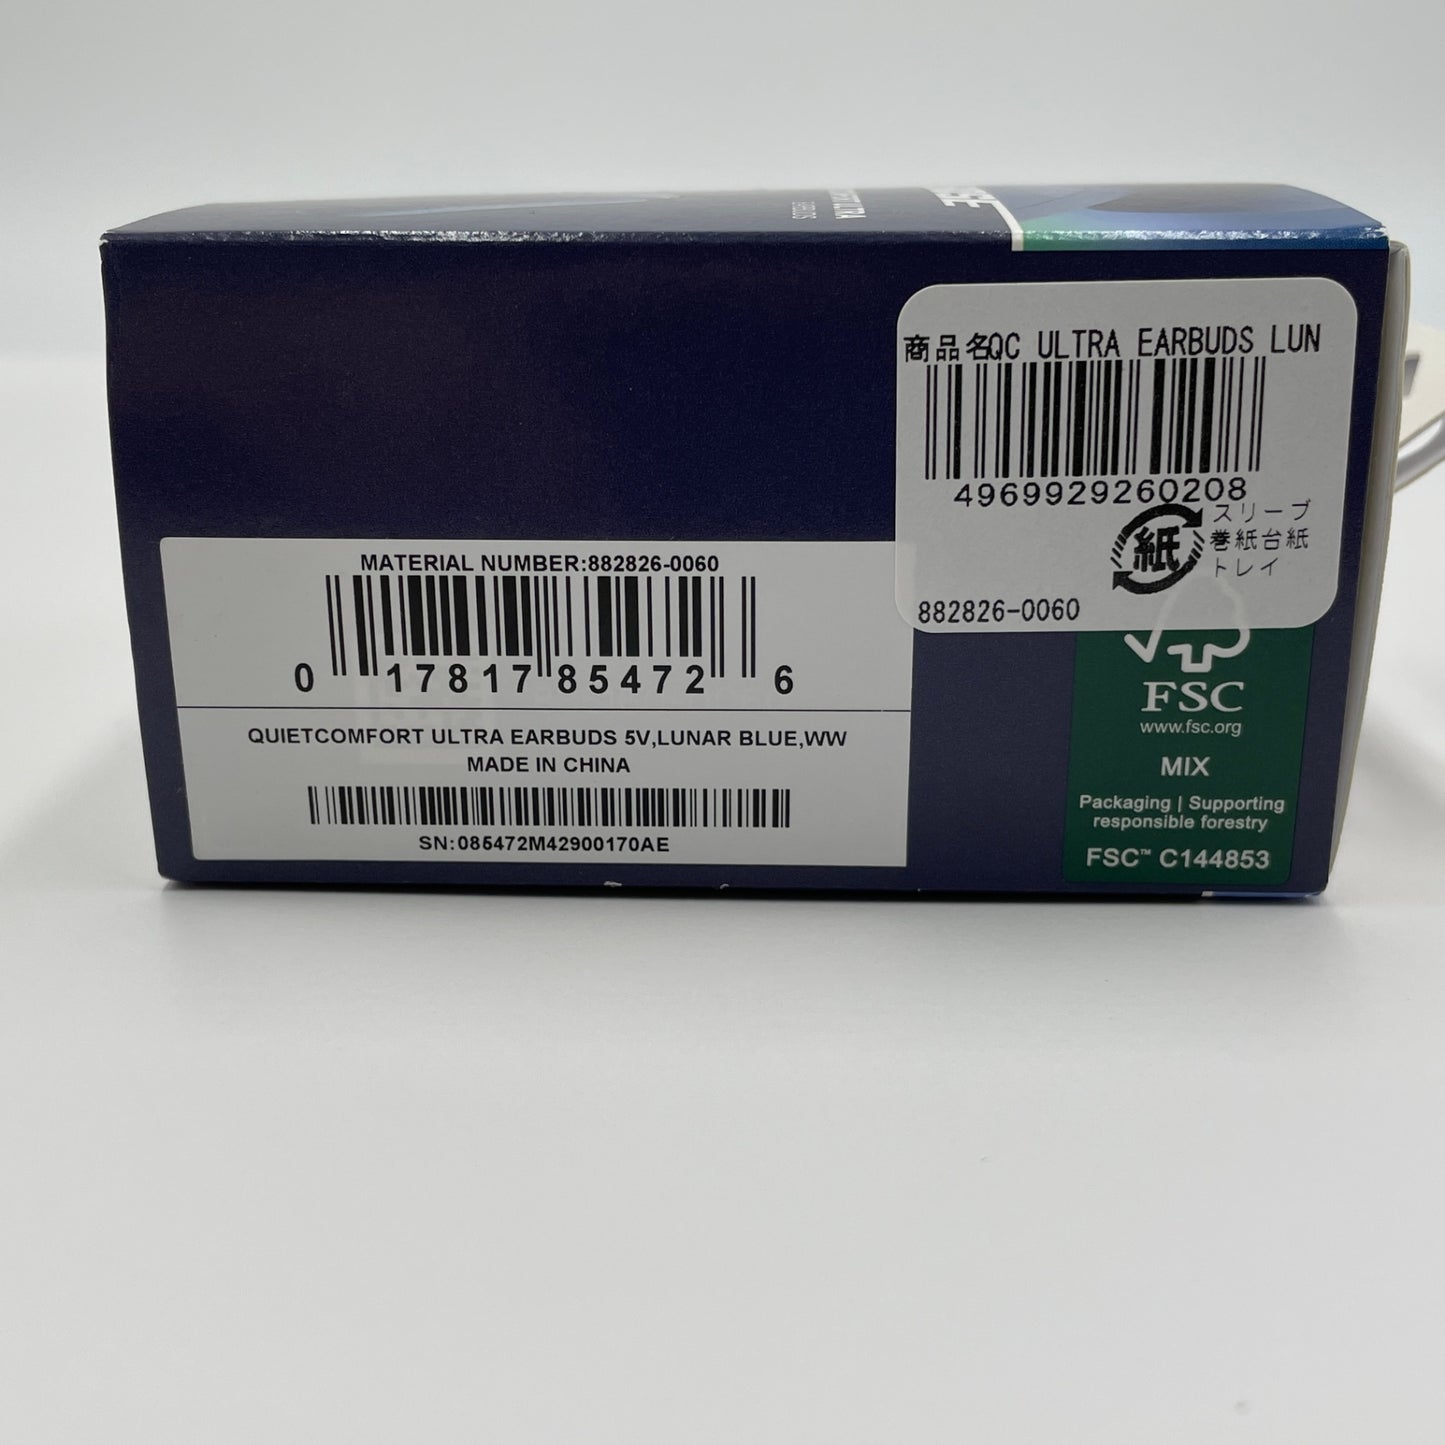 ULTRA
EARBUDS
商品名QC ULTRA EARBUDS LUN
4969929260208
紙
スリーブ
巻紙台紙
トレイ
882826-0060
MATERIAL NUMBER:882826-0060
0 17817 85472 6
QUIETCOMFORT ULTRA EARBUDS 5V,LUNAR BLUE,WW
MADE IN CHINA
SN:085472M42900170AE
FSC
www.fsc.org
MIX
Packaging | Supporting
responsible forestry
FSC™ C144853